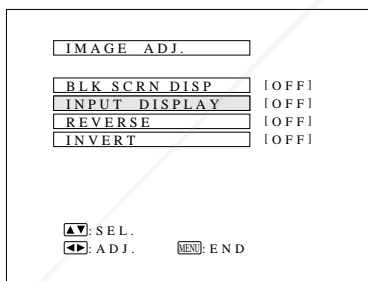 IMAGE ADJ.
BLK SCRN DISP [OFF]
INPUT DISPLAY [OFF]
REVERSE [OFF]
INVERT [OFF]
▲▼:SEL.
◀▶:ADJ. MENU:END